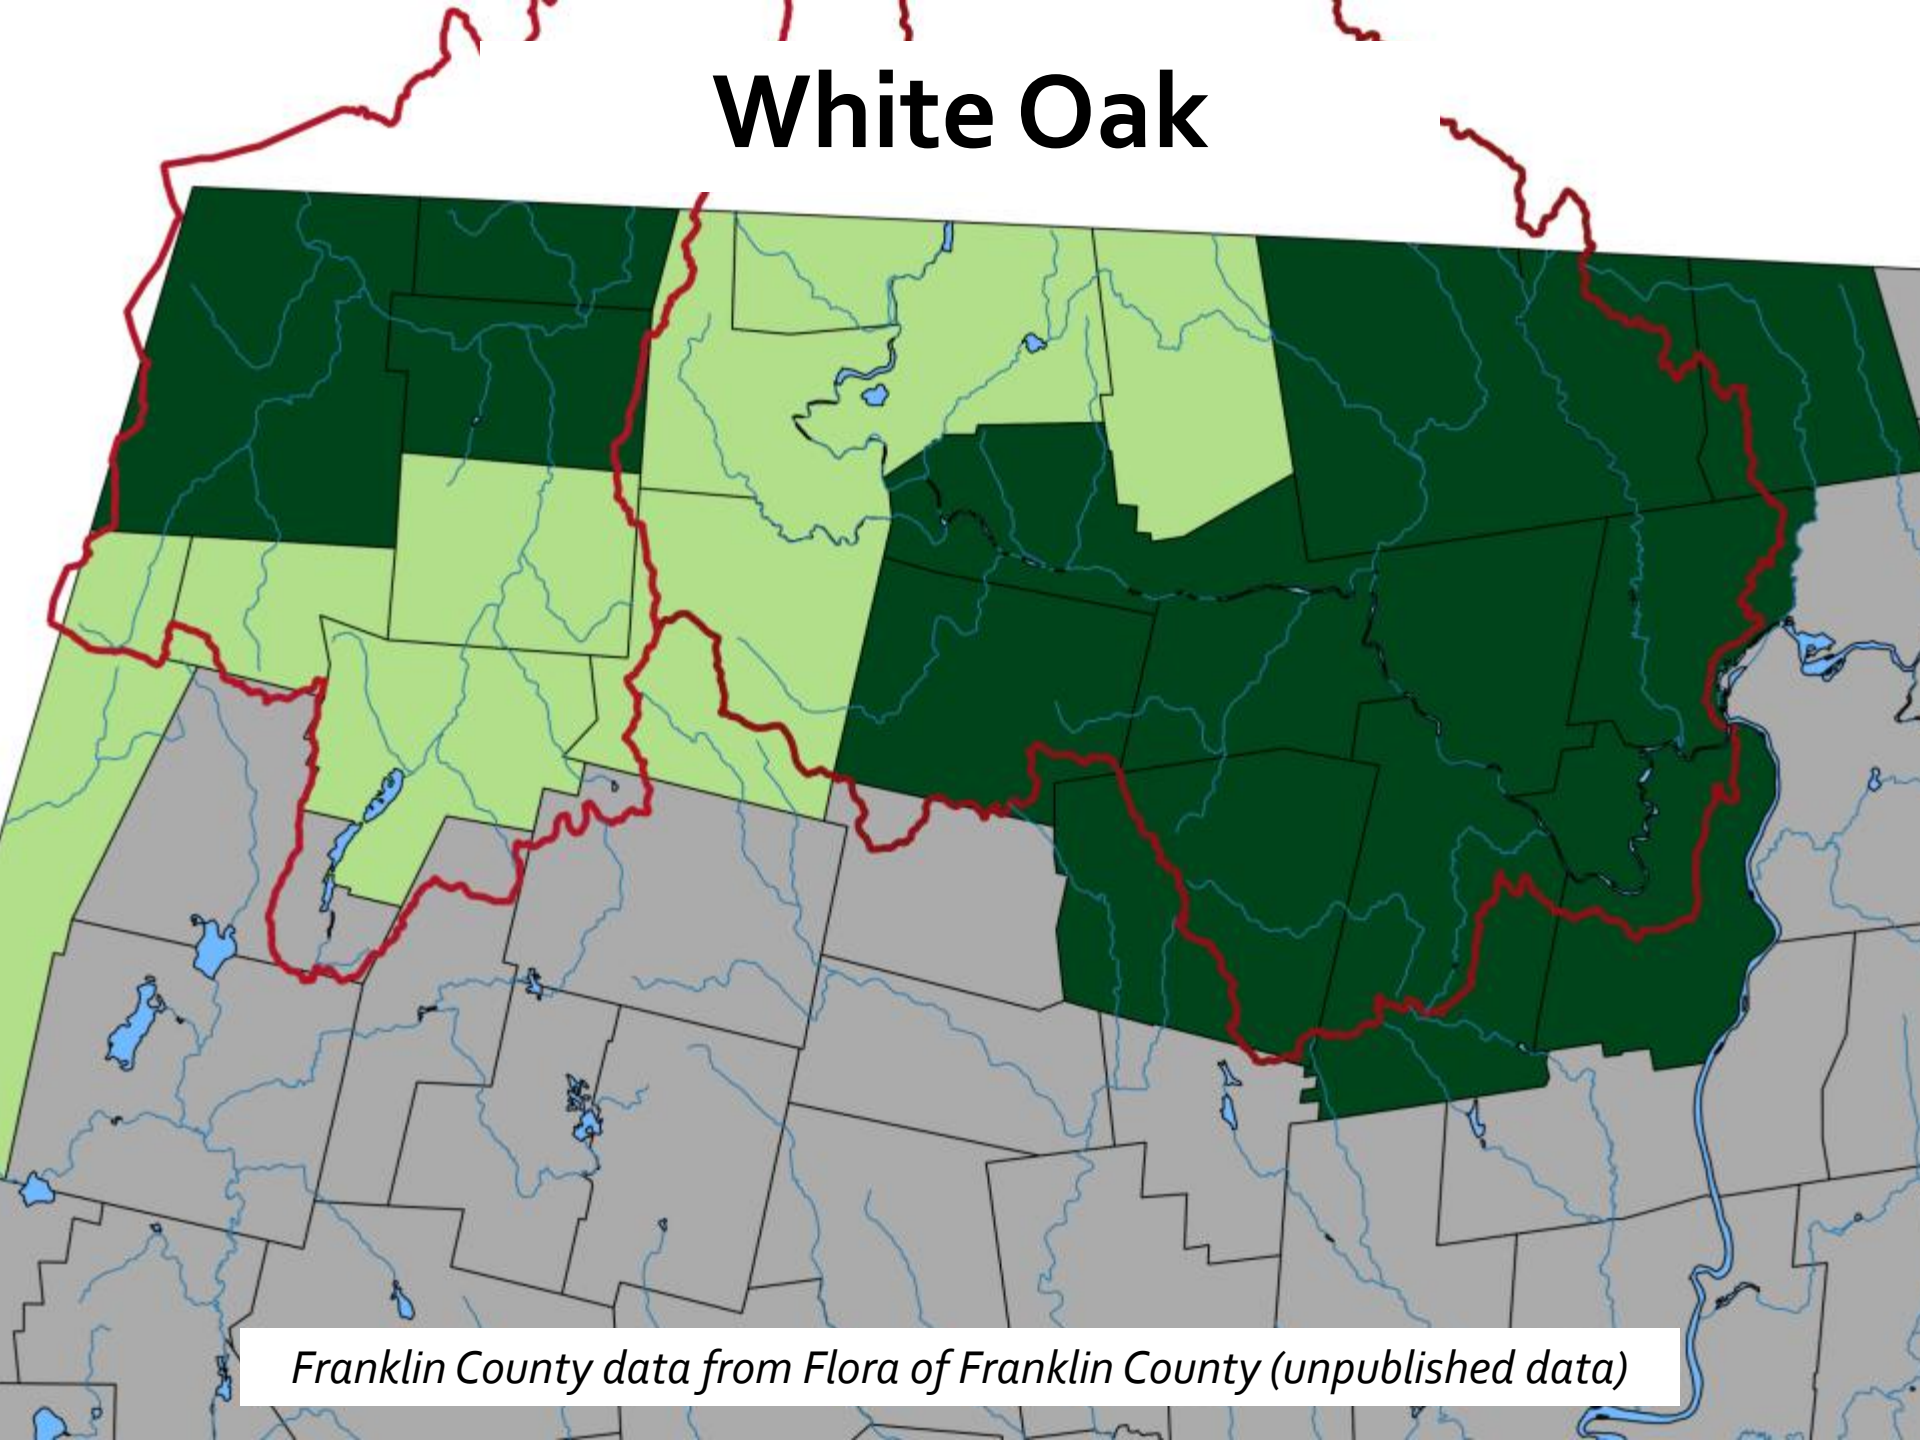 White Oak
Franklin County data from Flora of Franklin County (unpublished data)